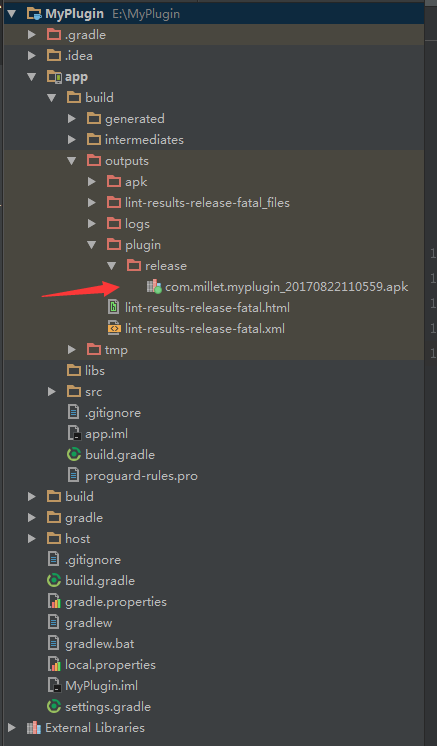 MyPlugin E:\MyPlugin
.gradle
.idea
app
build
generated
intermediates
outputs
apk
lint-results-release-fatal_files
logs
plugin
release
com.millet.myplugin_20170822110559.apk
lint-results-release-fatal.html
lint-results-release-fatal.xml
tmp
libs
src
.gitignore
app.iml
build.gradle
proguard-rules.pro
build
gradle
host
.gitignore
build.gradle
gradle.properties
gradlew
gradlew.bat
local.properties
MyPlugin.iml
settings.gradle
External Libraries